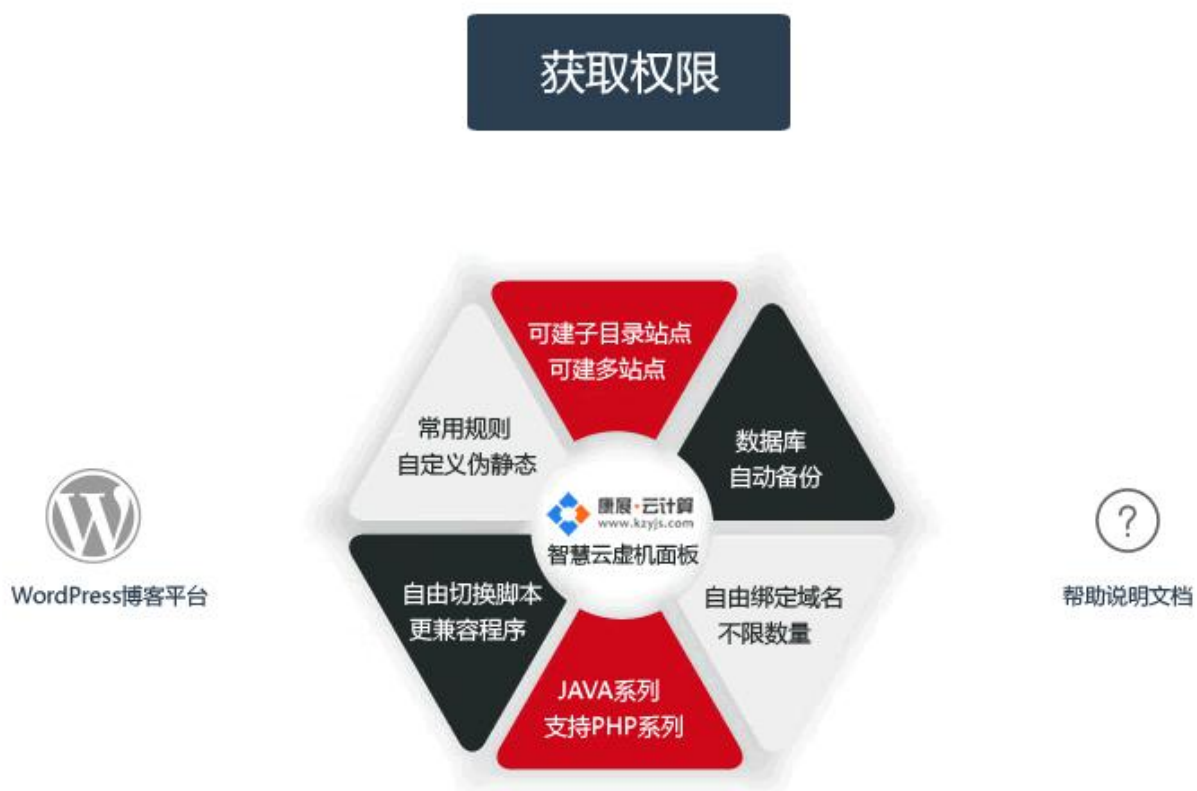 获取权限
可建子目录站点
可建多站点
常用规则
自定义伪静态
数据库
自动备份
康展·云计算
www.kzyjs.com
智慧云虚机面板
WordPress博客平台
?
帮助说明文档
自由切换脚本
更兼容程序
自由绑定域名
不限数量
JAVA系列
支持PHP系列